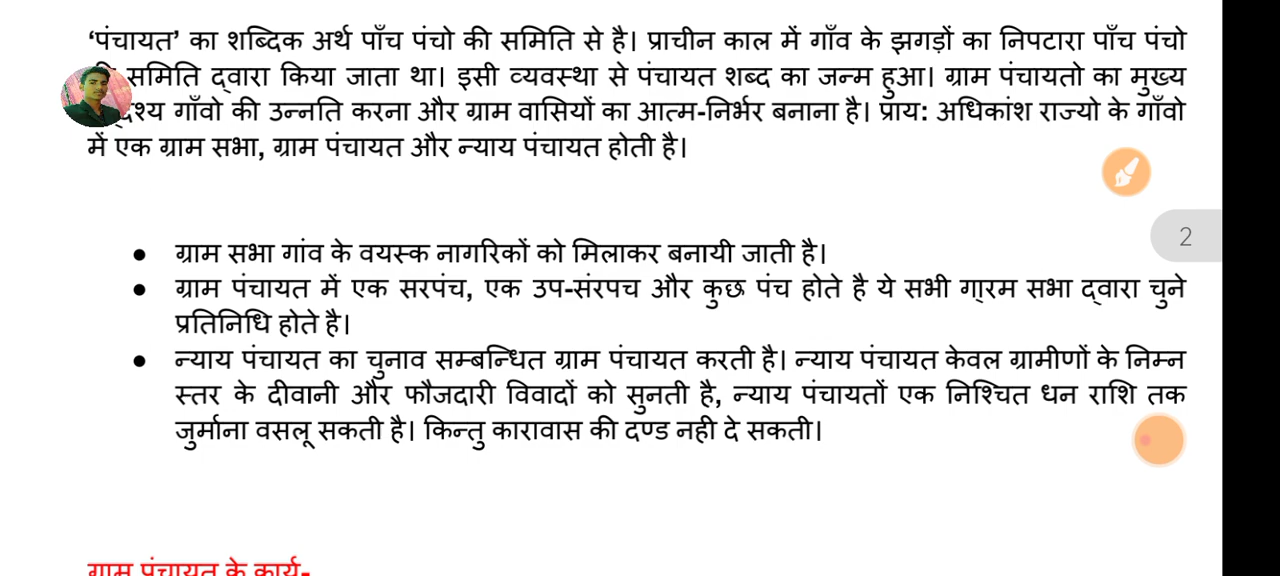 ‘पंचायत’ का शब्दिक अर्थ पाँच पंचो की समिति से है। प्राचीन काल में गाँव के झगड़ों का निपटारा पाँच पंचो
समिति द्वारा किया जाता था। इसी व्यवस्था से पंचायत शब्द का जन्म हुआ। ग्राम पंचायतो का मुख्य
गाँवो की उन्नति करना और ग्राम वासियों का आत्म-निर्भर बनाना है। प्राय: अधिकांश राज्यो के गाँवो
में एक ग्राम सभा, ग्राम पंचायत और न्याय पंचायत होती है।
2
● ग्राम सभा गांव के वयस्क नागरिकों को मिलाकर बनायी जाती है।
● ग्राम पंचायत में एक सरपंच, एक उप-संरपच और कुछ पंच होते है ये सभी गा्रम सभा द्वारा चुने
प्रतिनिधि होते है।
● न्याय पंचायत का चुनाव सम्बन्धित ग्राम पंचायत करती है। न्याय पंचायत केवल ग्रामीणों के निम्न
स्तर के दीवानी और फौजदारी विवादों को सुनती है, न्याय पंचायतों एक निश्चित धन राशि तक
जुर्माना वसलू सकती है। किन्तु कारावास की दण्ड नही दे सकती।
ग्राम पंचायत के कार्य-